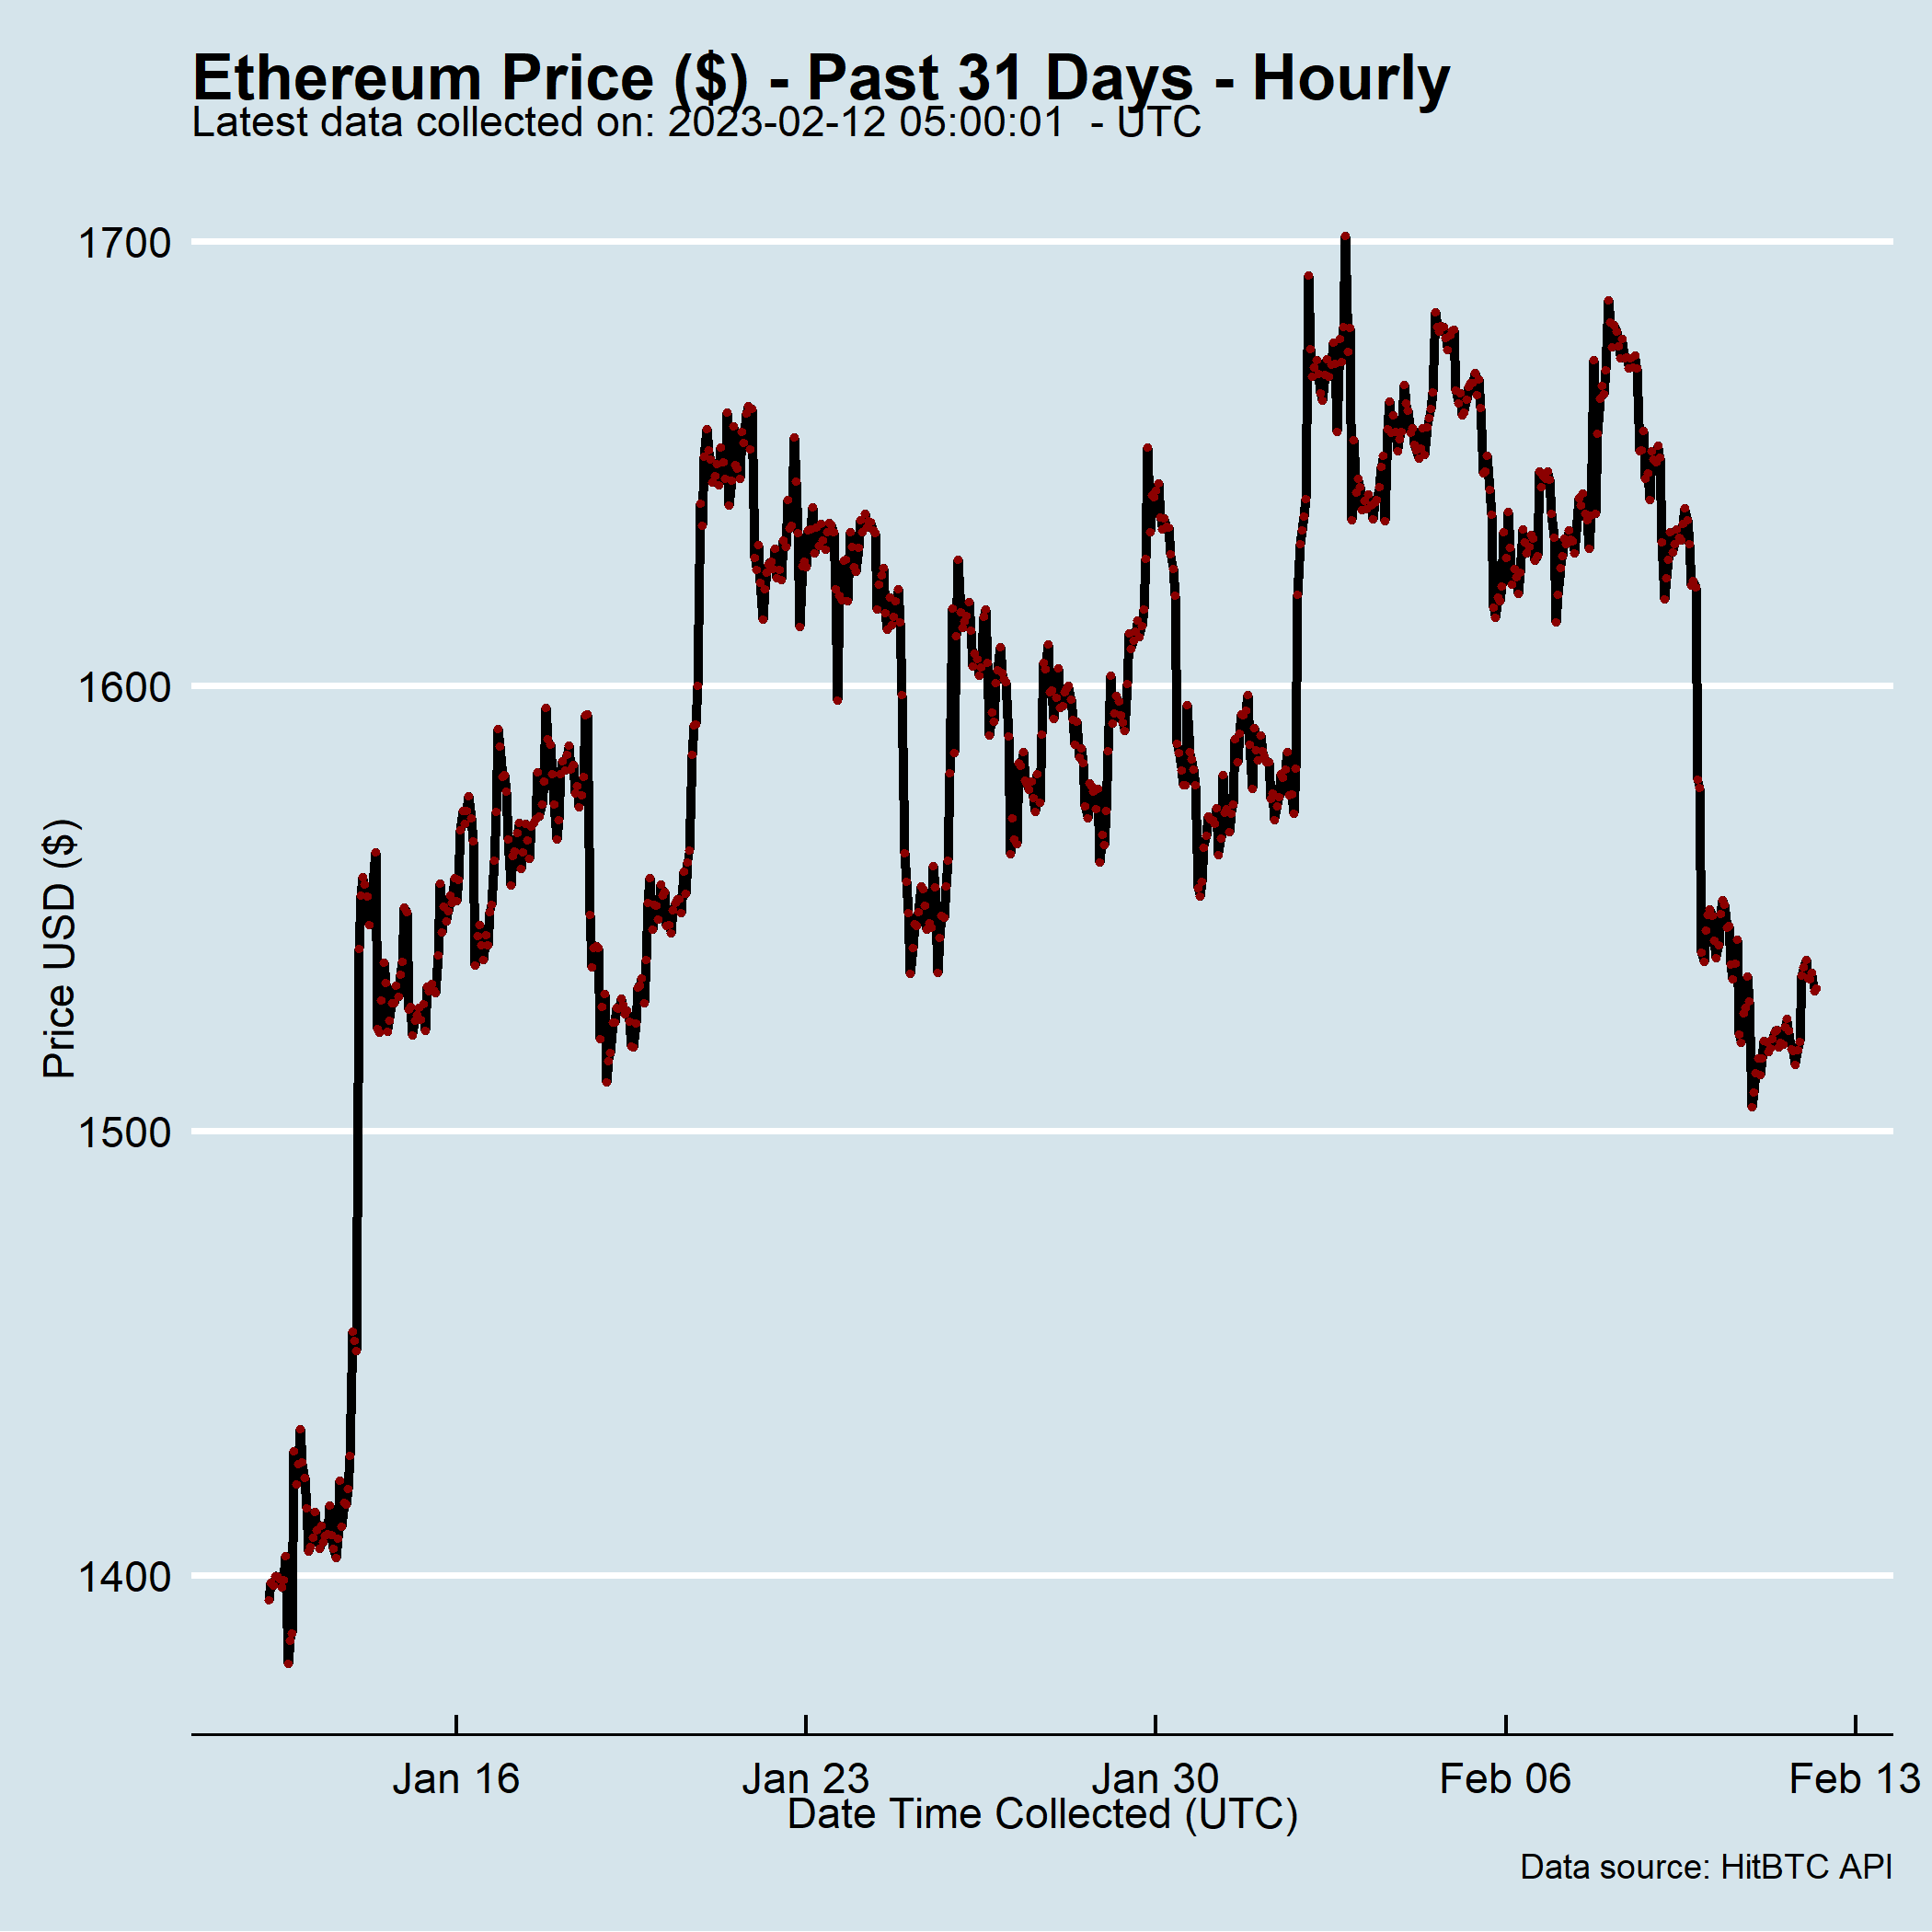 Ethereum Price ($) - Past 31 Days - Hourly
Latest data collected on: 2023-02-12 05:00:01  - UTC
1700
1600
1500
1400
Price USD ($)
Jan 16 Jan 23 Jan 30 Feb 06 Feb 13
Date Time Collected (UTC)
Data source: HitBTC API